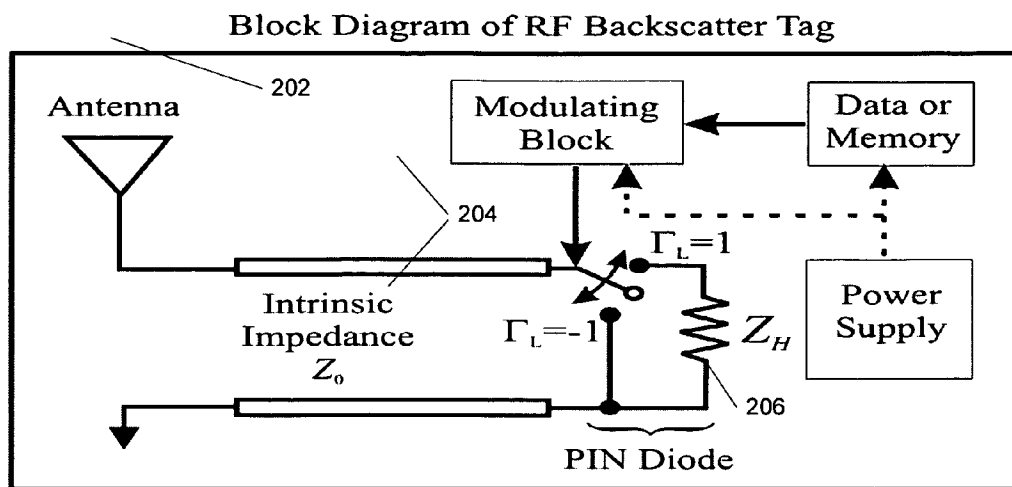 Block Diagram of RF Backscatter Tag
202
Antenna
Modulating
Block
Data or
Memory
204
Γ_L=1
Intrinsic
Impedance
Z_0
Γ_L=-1
Z_H
Power
Supply
206
PIN Diode